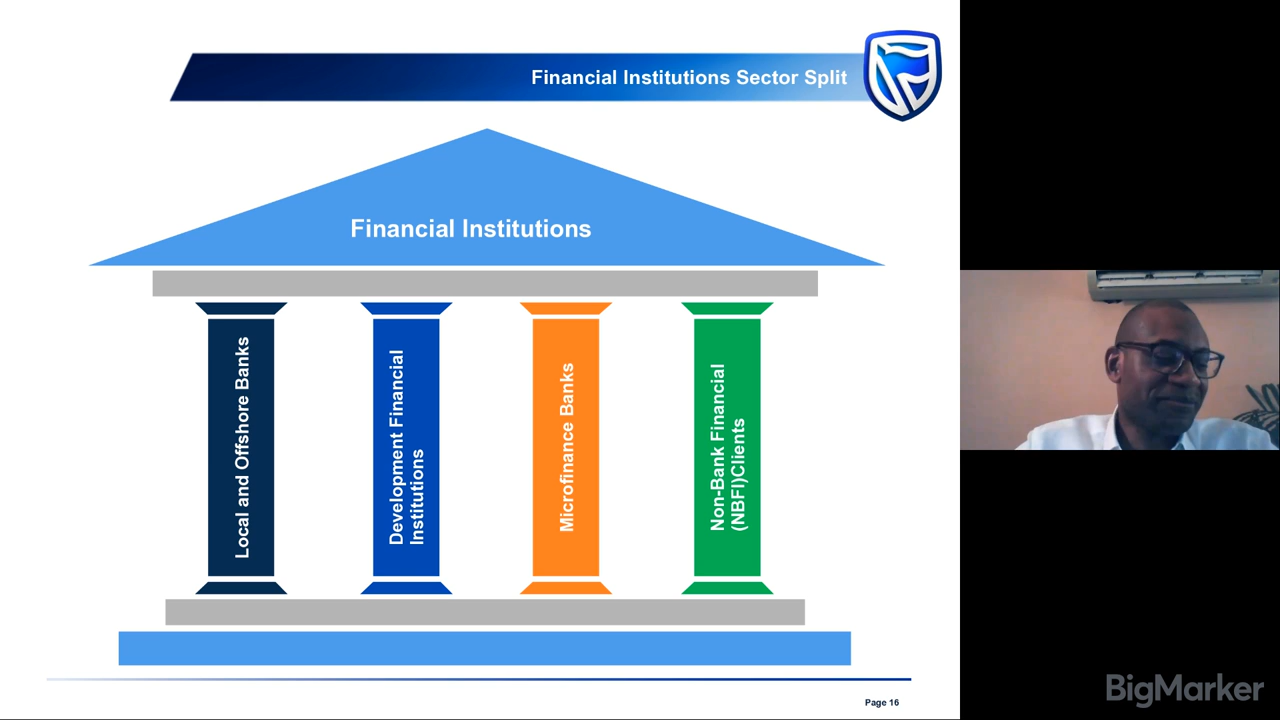 Financial Institutions Sector Split
Financial Institutions
Local and Offshore Banks
Development Financial
Institutions
Microfinance Banks
Non-Bank Financial
(NBFI)Clients
Page 16
BigMarker